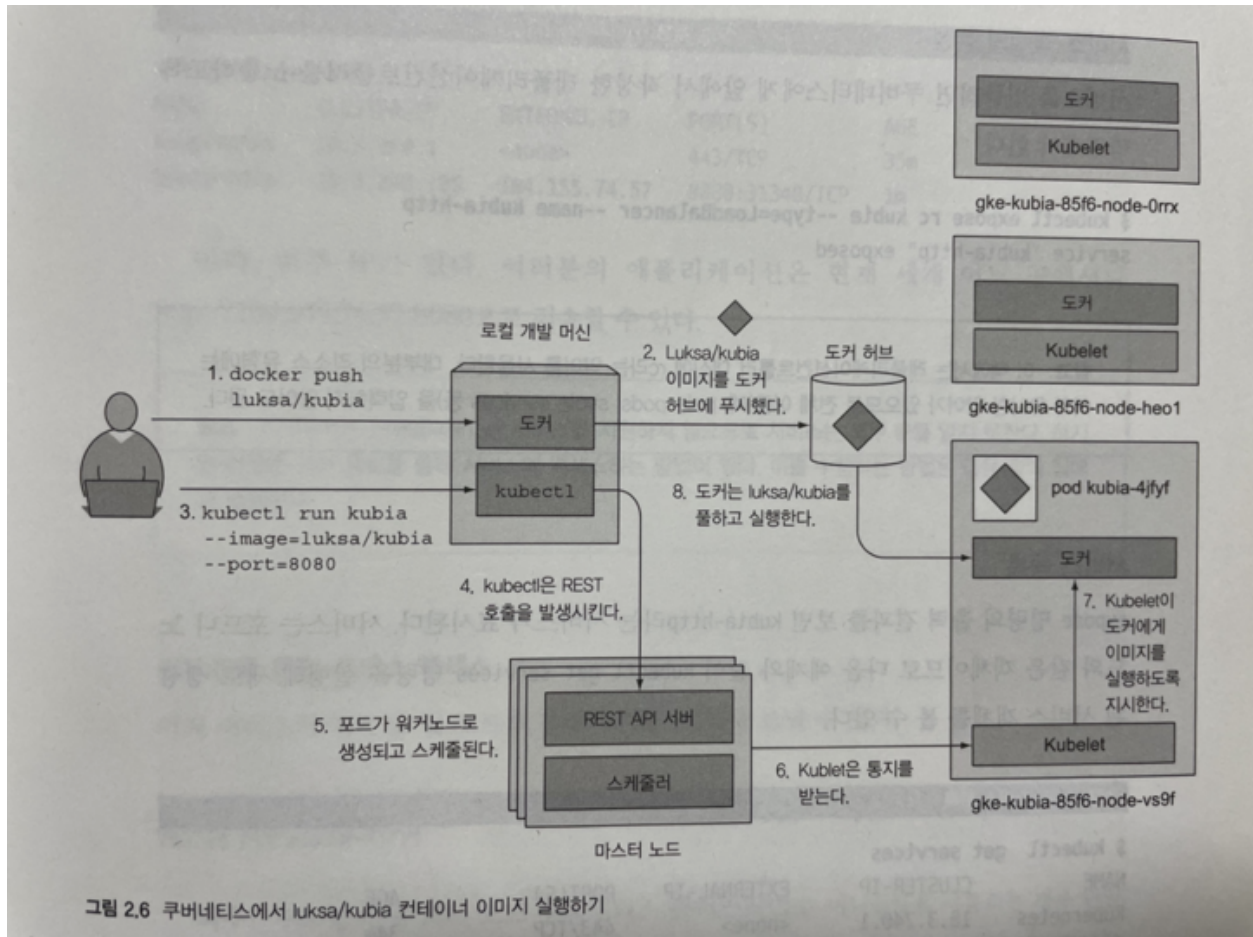 도커
Kubelet
gke-kubia-85f6-node-0rrx
도커
Kubelet
gke-kubia-85f6-node-heo1
로컬 개발 머신
1. docker push
luksa/kubia
도커
kubectl
2. Luksa/kubia
이미지를 도커
허브에 푸시했다.
도커 허브
3. kubectl run kubia
--image=luksa/kubia
--port=8080
8. 도커는 luksa/kubia를
풀하고 실행한다.
pod kubia-4jfyf
도커
4. kubectl은 REST
호출을 발생시킨다.
7. Kubelet이
도커에게
이미지를
실행하도록
지시한다.
5. 포드가 워커노드로
생성되고 스케줄된다.
REST API 서버
스케줄러
6. Kublet은 통지를
받는다.
Kubelet
gke-kubia-85f6-node-vs9f
마스터 노드
그림 2.6 쿠버네티스에서 luksa/kubia 컨테이너 이미지 실행하기